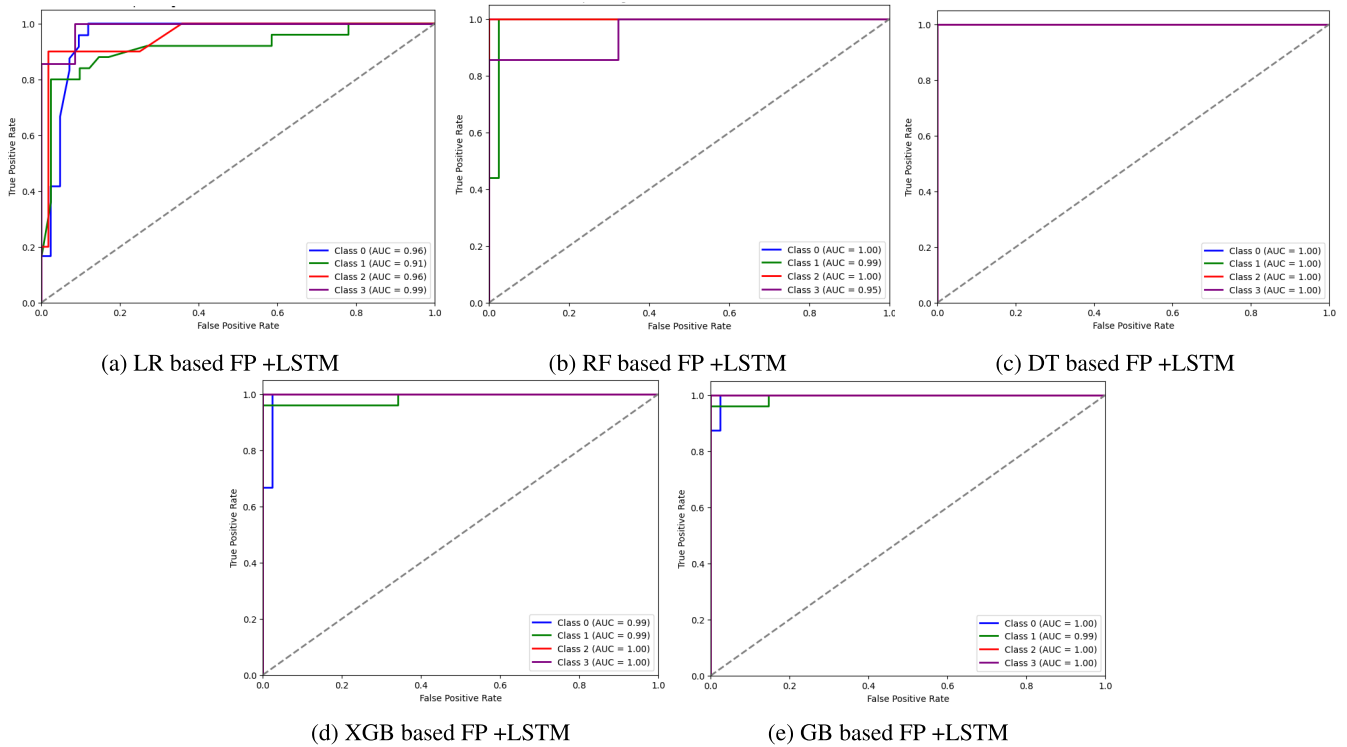 1.0
0.8
0.6
0.4
0.2
0.0
True Positive Rate
0.2
0.4
0.6
0.8
1.0
False Positive Rate
Class 0 (AUC = 0.96)
Class 1 (AUC = 0.91)
Class 2 (AUC = 0.96)
Class 3 (AUC = 0.99)
(a) LR based FP +LSTM
1.0
0.8
0.6
0.4
0.2
0.0
True Positive Rate
0.0
0.2
0.4
0.6
0.8
1.0
False Positive Rate
Class 0 (AUC = 1.00)
Class 1 (AUC = 0.99)
Class 2 (AUC = 1.00)
Class 3 (AUC = 0.95)
(b) RF based FP +LSTM
1.0
0.8
0.6
0.4
0.2
0.0
True Positive Rate
0.0
0.2
0.4
0.6
0.8
1.0
False Positive Rate
Class 0 (AUC = 1.00)
Class 1 (AUC = 1.00)
Class 2 (AUC = 1.00)
Class 3 (AUC = 1.00)
(c) DT based FP +LSTM
1.0
0.8
0.6
0.4
0.2
0.0
True Positive Rate
0.0
0.2
0.4
0.6
0.8
1.0
False Positive Rate
Class 0 (AUC = 0.99)
Class 1 (AUC = 0.99)
Class 2 (AUC = 1.00)
Class 3 (AUC = 1.00)
(d) XGB based FP +LSTM
1.0
0.8
0.6
0.4
0.2
0.0
True Positive Rate
0.0
0.2
0.4
0.6
0.8
1.0
False Positive Rate
Class 0 (AUC = 1.00)
Class 1 (AUC = 0.99)
Class 2 (AUC = 1.00)
Class 3 (AUC = 1.00)
(e) GB based FP +LSTM